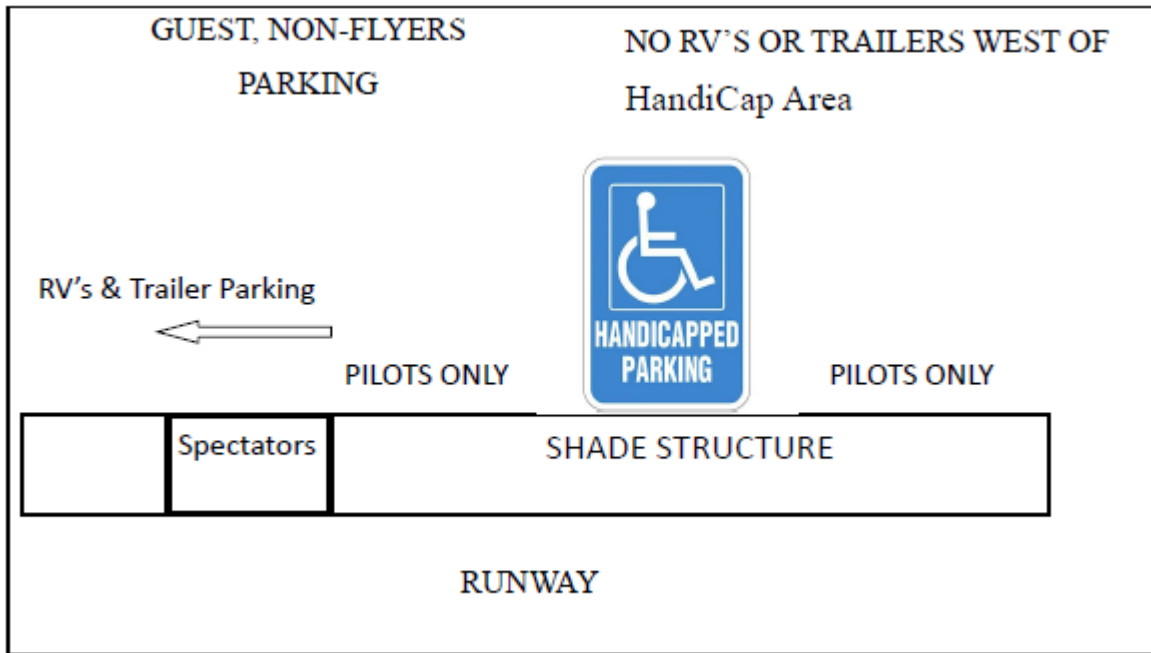 GUEST, NON-FLYERS
PARKING
NO RV’S OR TRAILERS WEST OF
HandiCap Area
RV’s & Trailer Parking
HANDICAPPED
PARKING
PILOTS ONLY
PILOTS ONLY
Spectators
SHADE STRUCTURE
RUNWAY